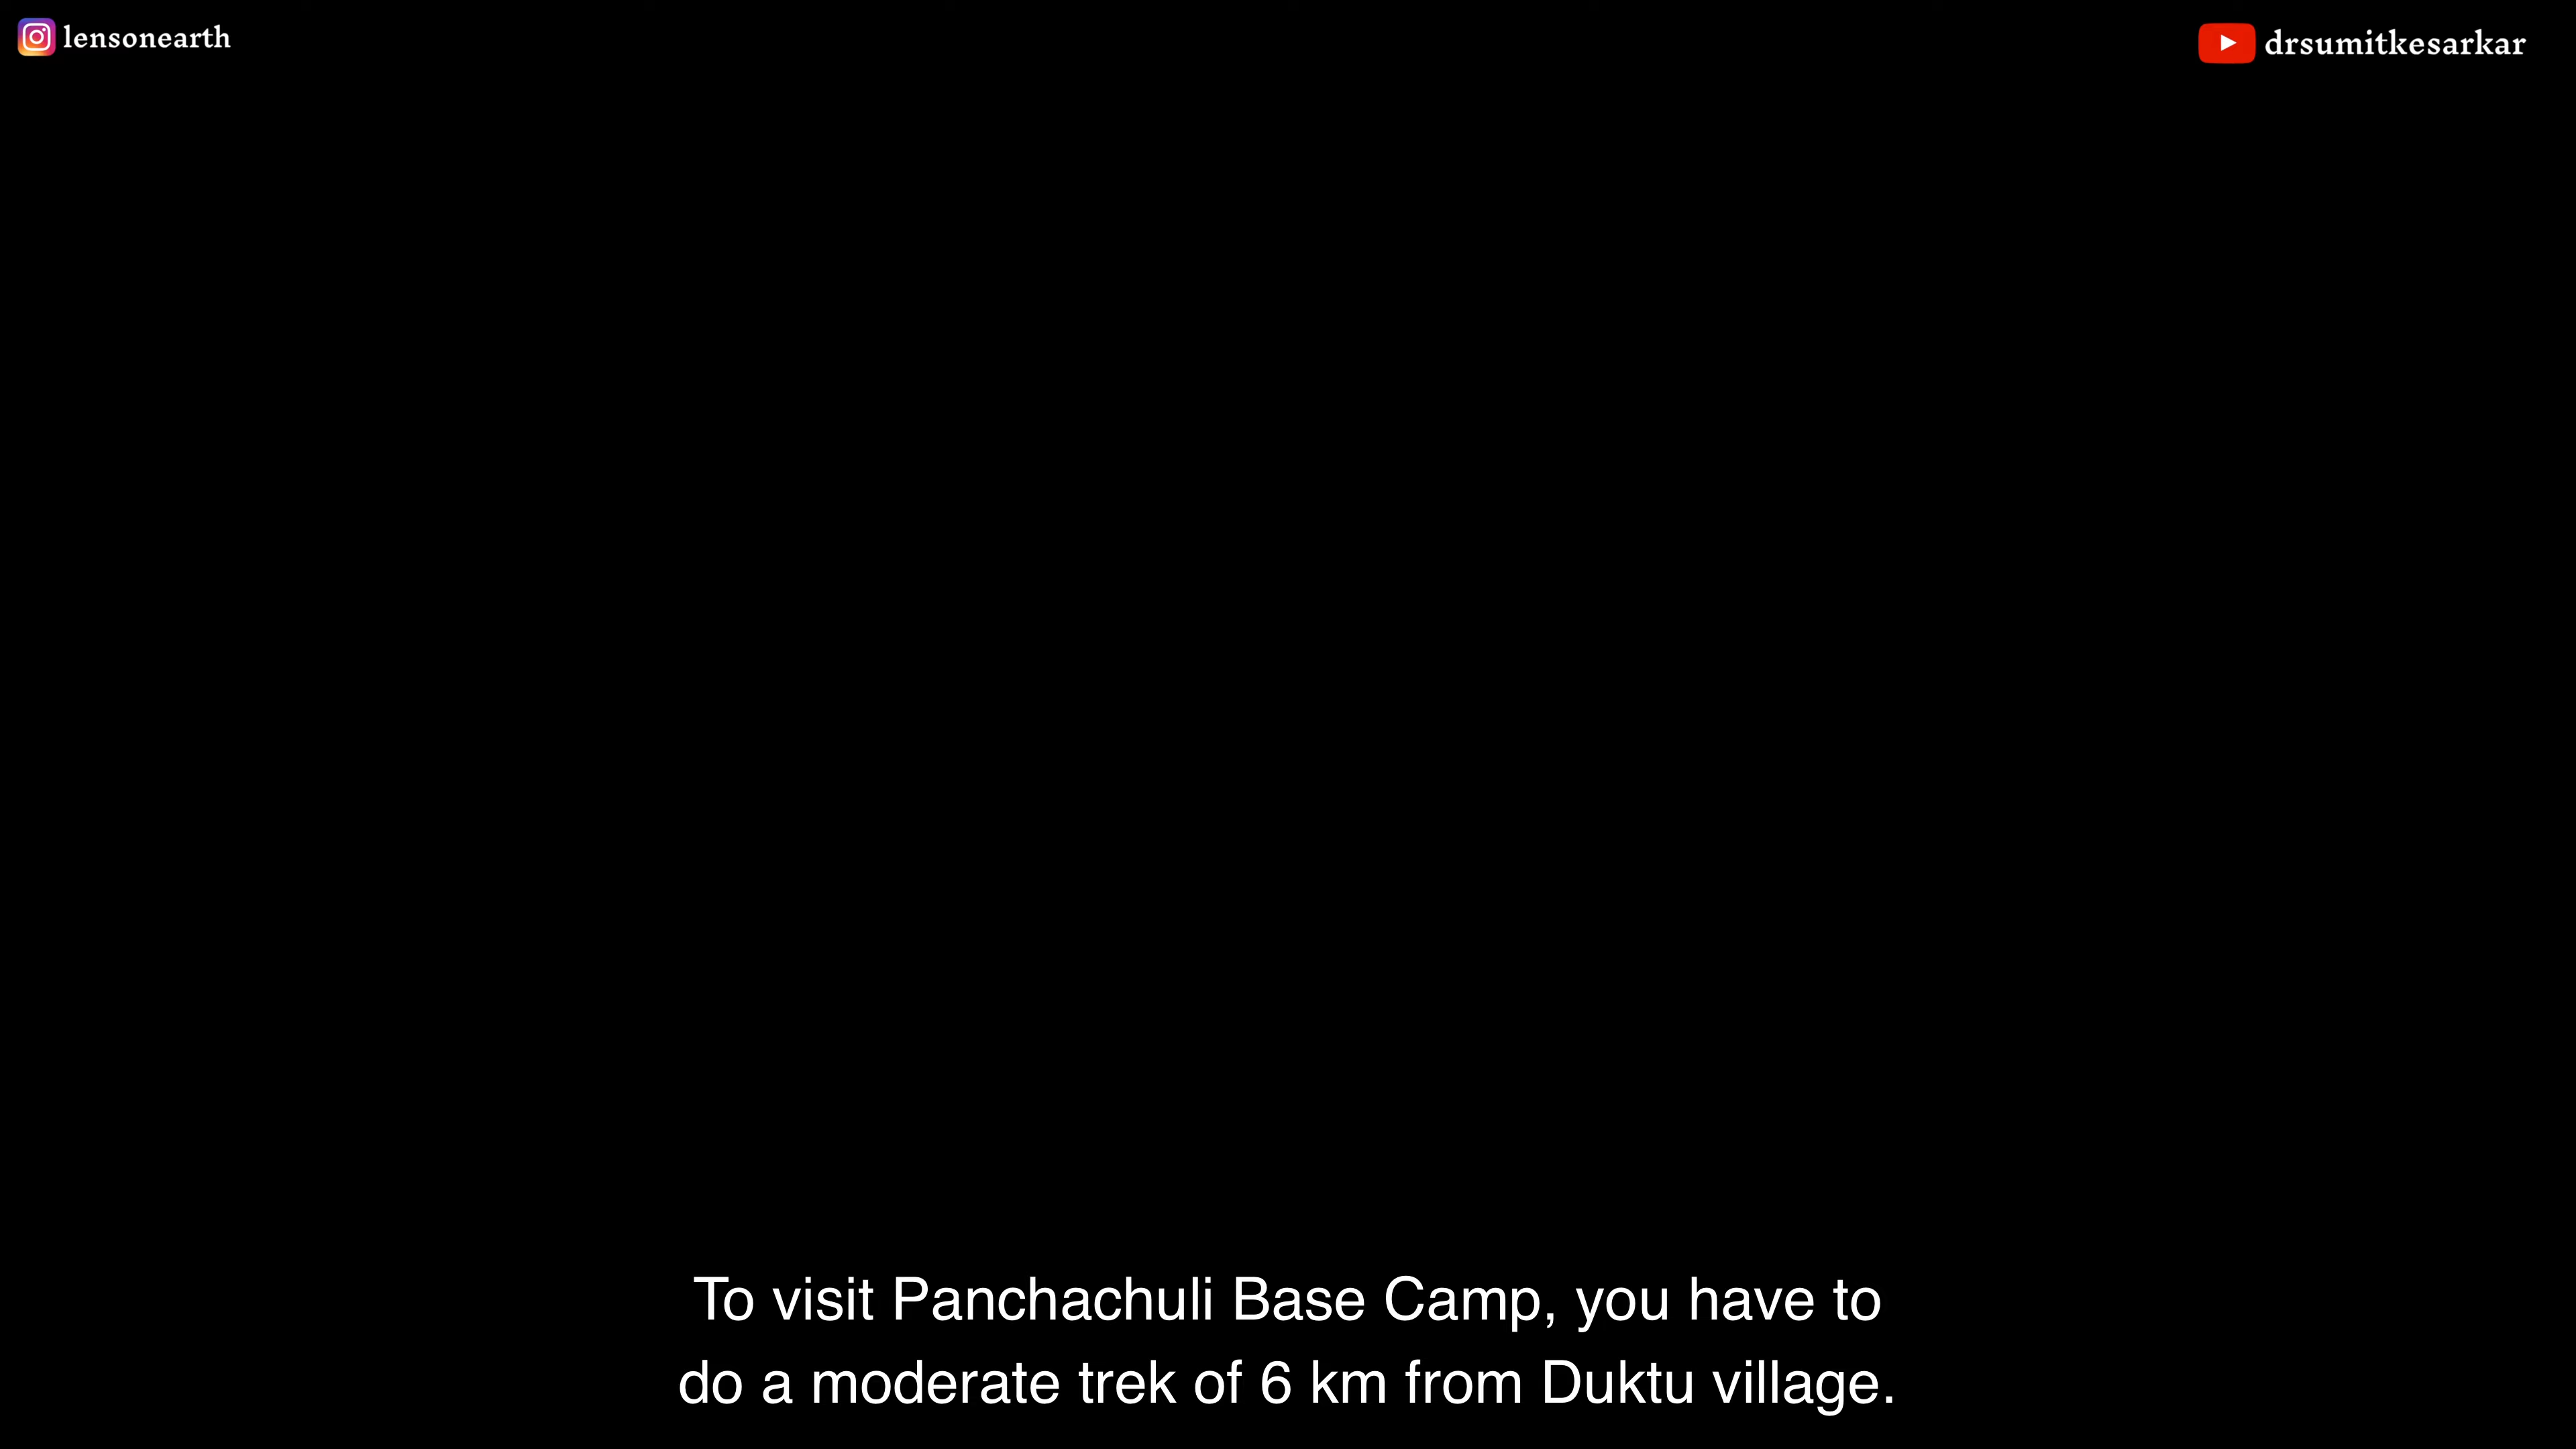 lensonearth
drsumitkesarkar
To visit Panchachuli Base Camp, you have to
do a moderate trek of 6 km from Duktu village.